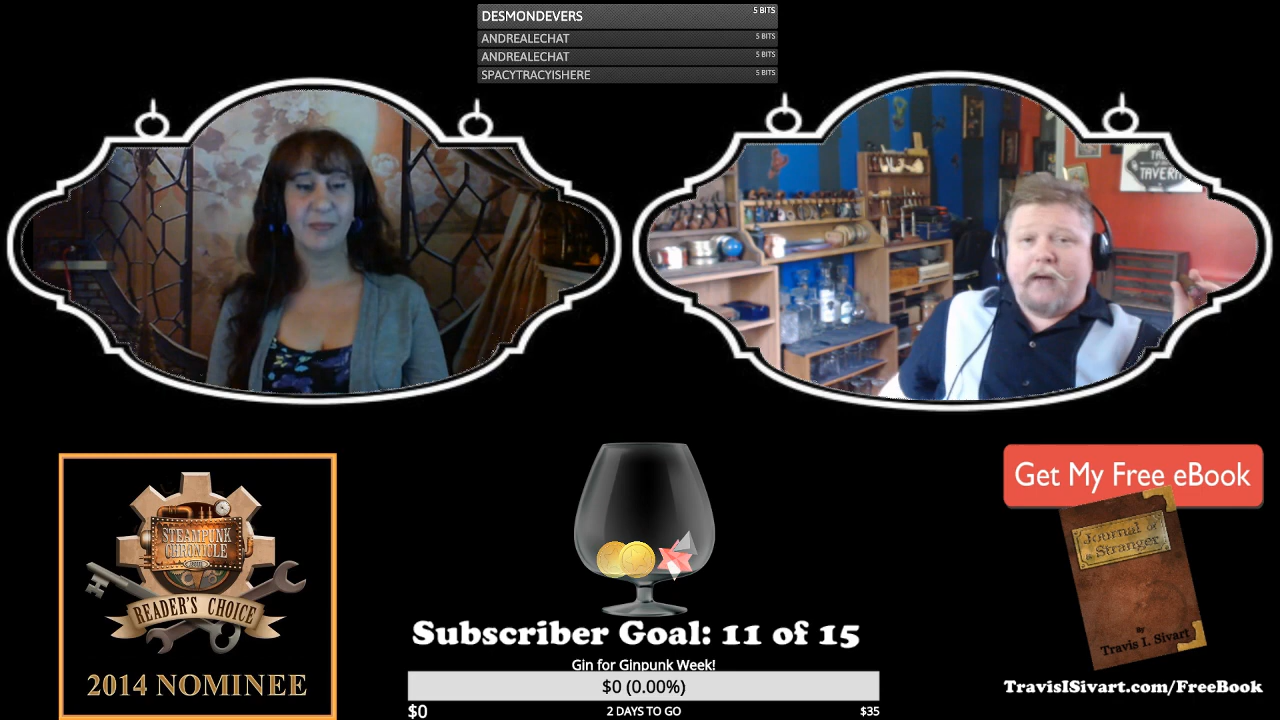 DESMONDEVERS 5 BITS
ANDREALECHAT 5 BITS
ANDREALECHAT 5 BITS
SPACYTRACYISHERE 5 BITS
TAVERN
STEAMPUNK
CHRONICLE
READER'S CHOICE
2014 NOMINEE
Subscriber Goal: 11 of 15
Gin for Ginpunk Week!
$0 (0.00%)
$0 2 DAYS TO GO $35
Get My Free eBook
Journal of a
Stranger
By
Travis I. Sivart
TravisISivart.com/FreeBook